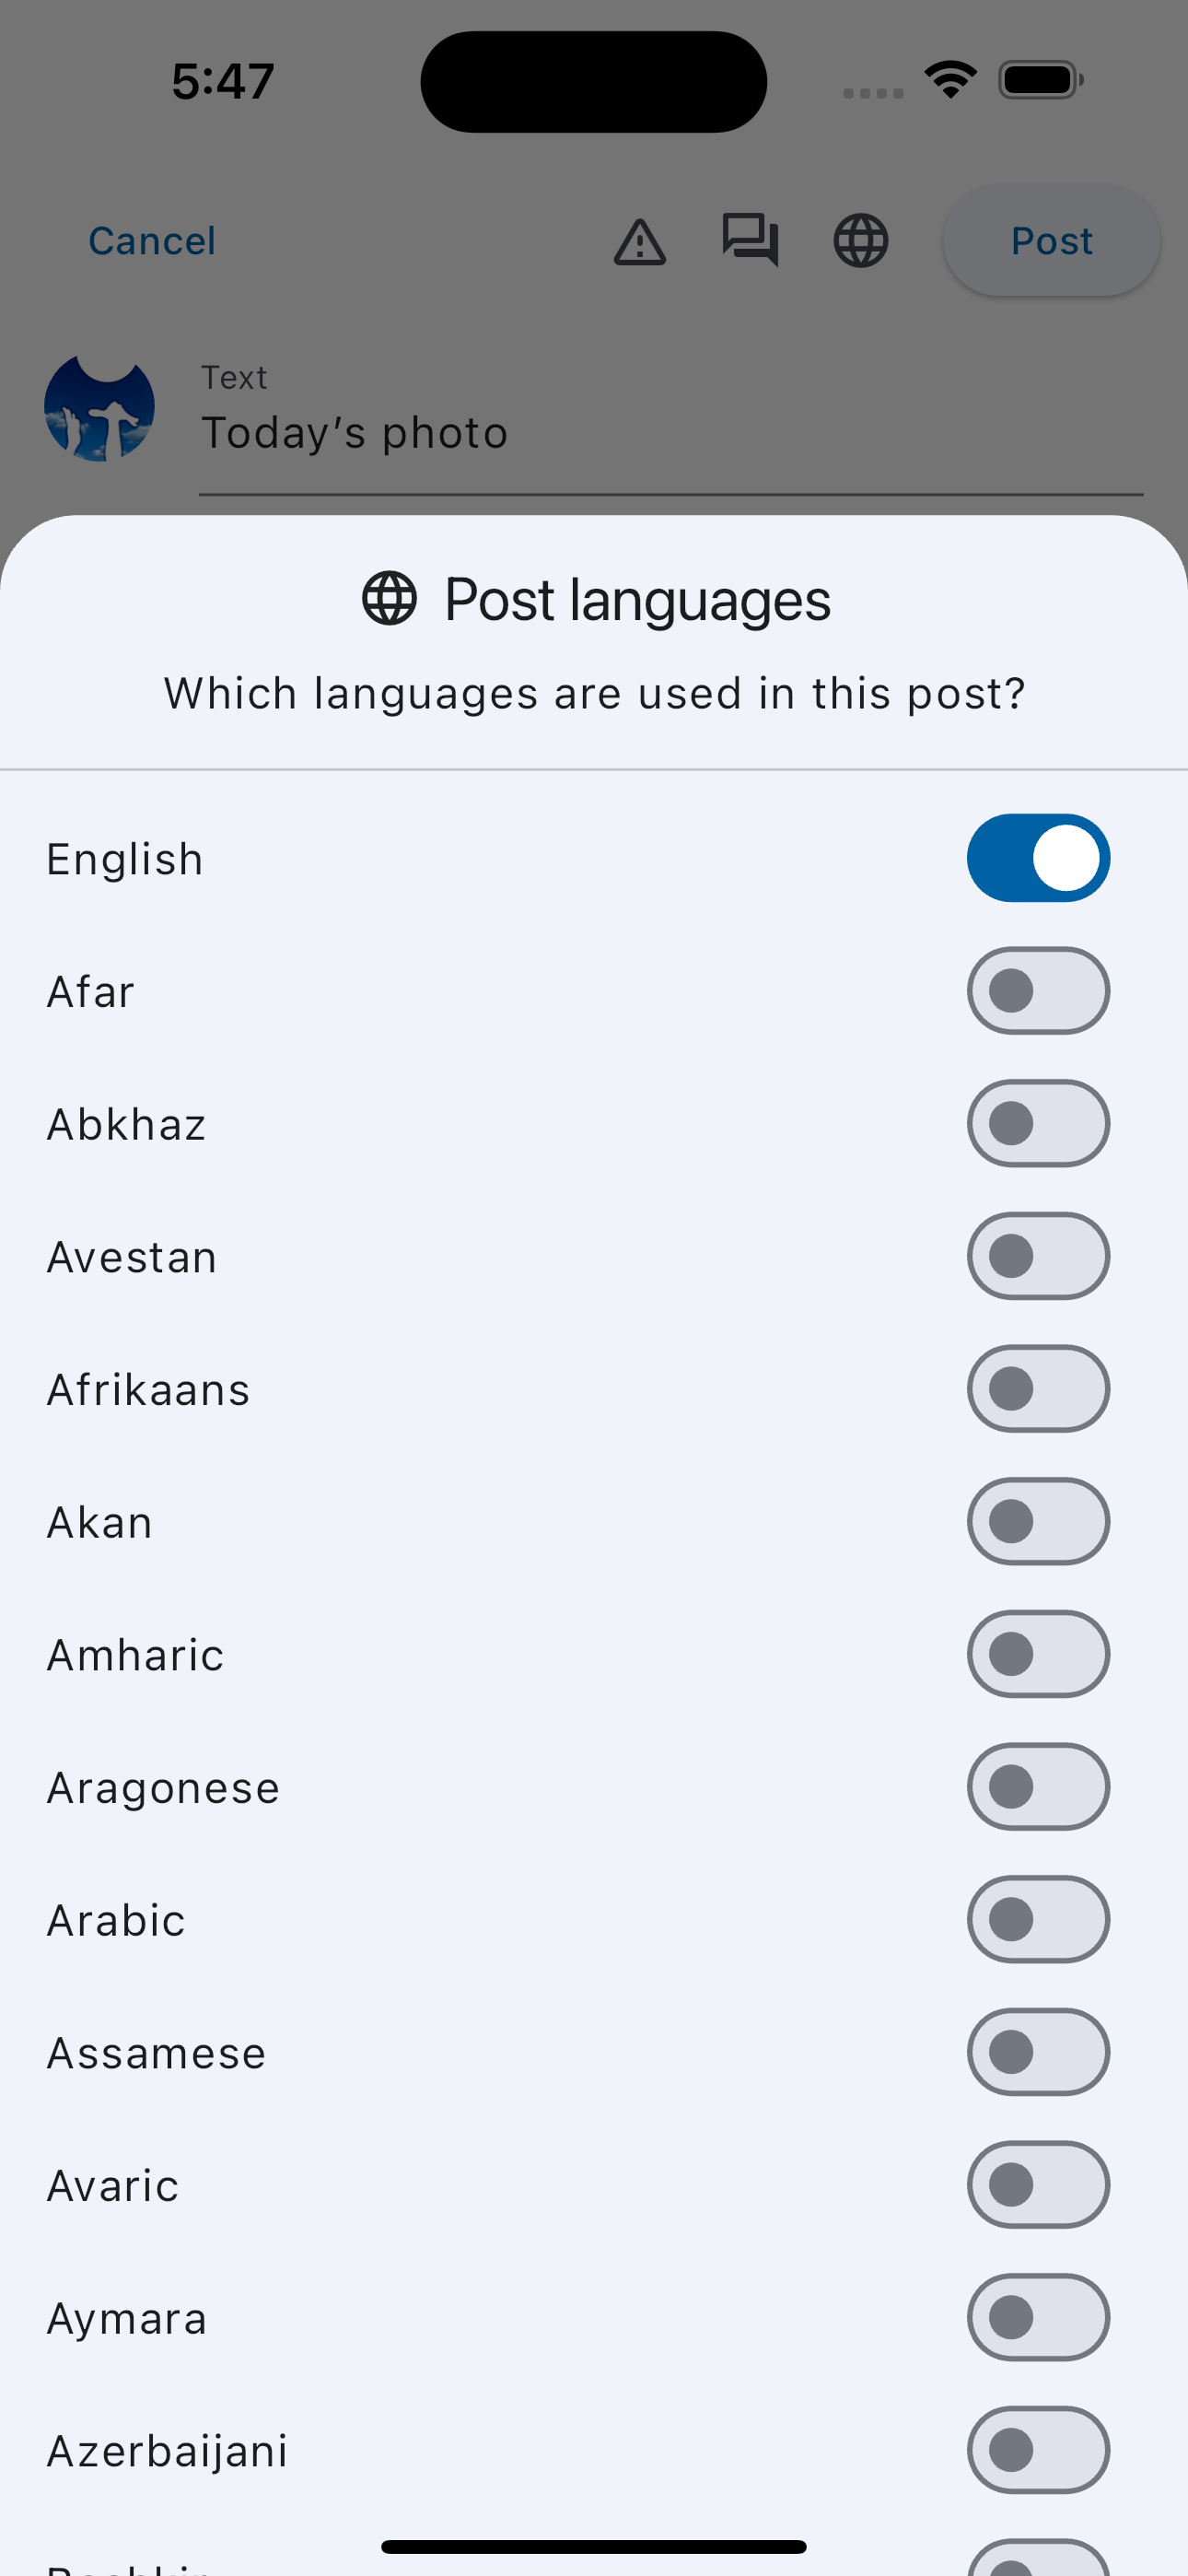 5:47
Cancel
Post
Text
Today’s photo
Post languages
Which languages are used in this post?
English
Afar
Abkhaz
Avestan
Afrikaans
Akan
Amharic
Aragonese
Arabic
Assamese
Avaric
Aymara
Azerbaijani